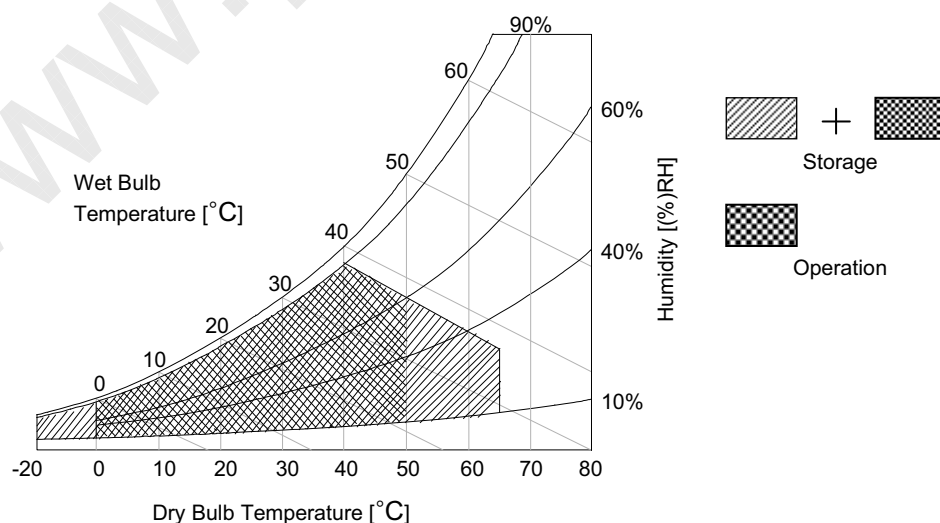 90%
60
60%
50
Wet Bulb
Temperature [°C]
Storage
40%
40
Humidity [(%)RH]
30
Operation
20
10
0
10%
-20 0 10 20 30 40 50 60 70 80
Dry Bulb Temperature [°C]